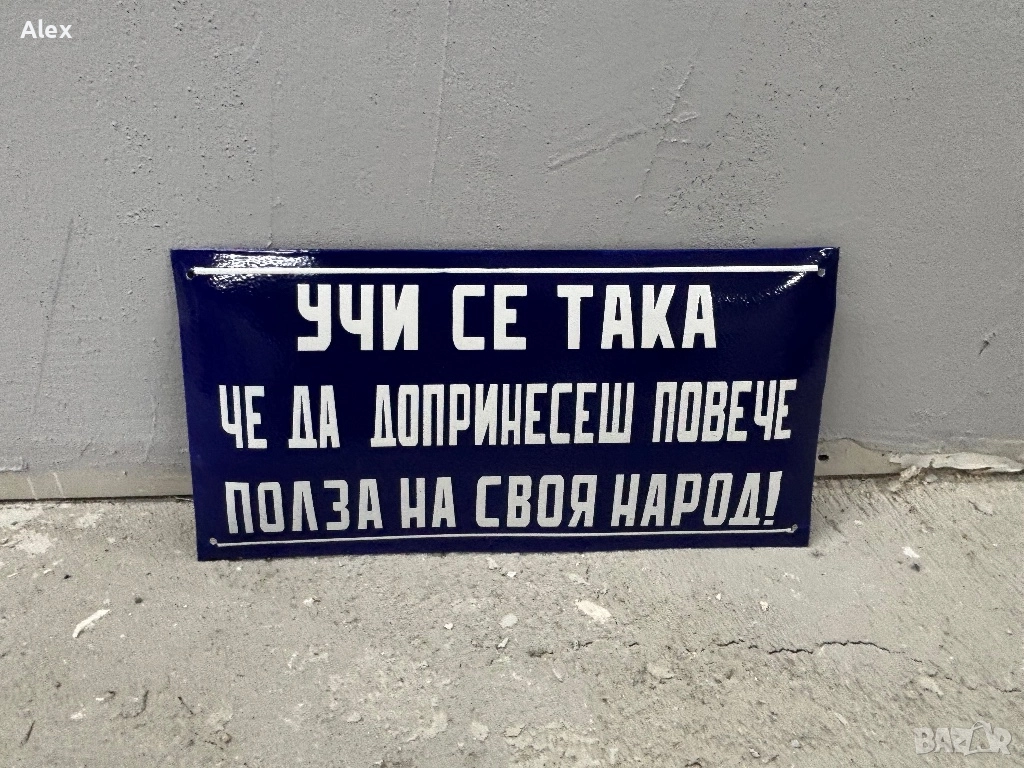 Alex
УЧИ СЕ ТАКА
ЧЕ ДА ДОПРИНЕСЕШ ПОВЕЧЕ
ПОЛЗА НА СВОЯ НАРОД!
BAZAR